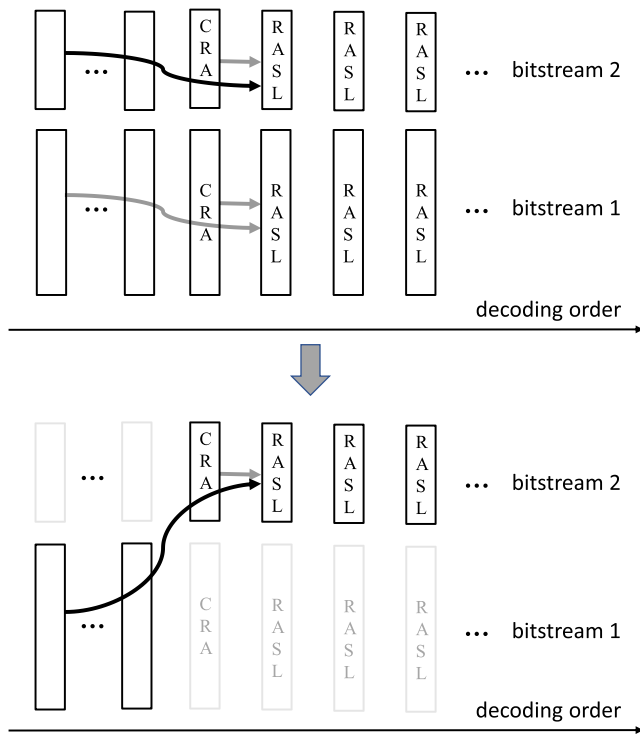 CRA RASL RASL RASL ... bitstream 2
...
CRA RASL RASL RASL ... bitstream 1
...
decoding order
CRA RASL RASL RASL ... bitstream 2
...
CRA RASL RASL RASL ... bitstream 1
...
decoding order